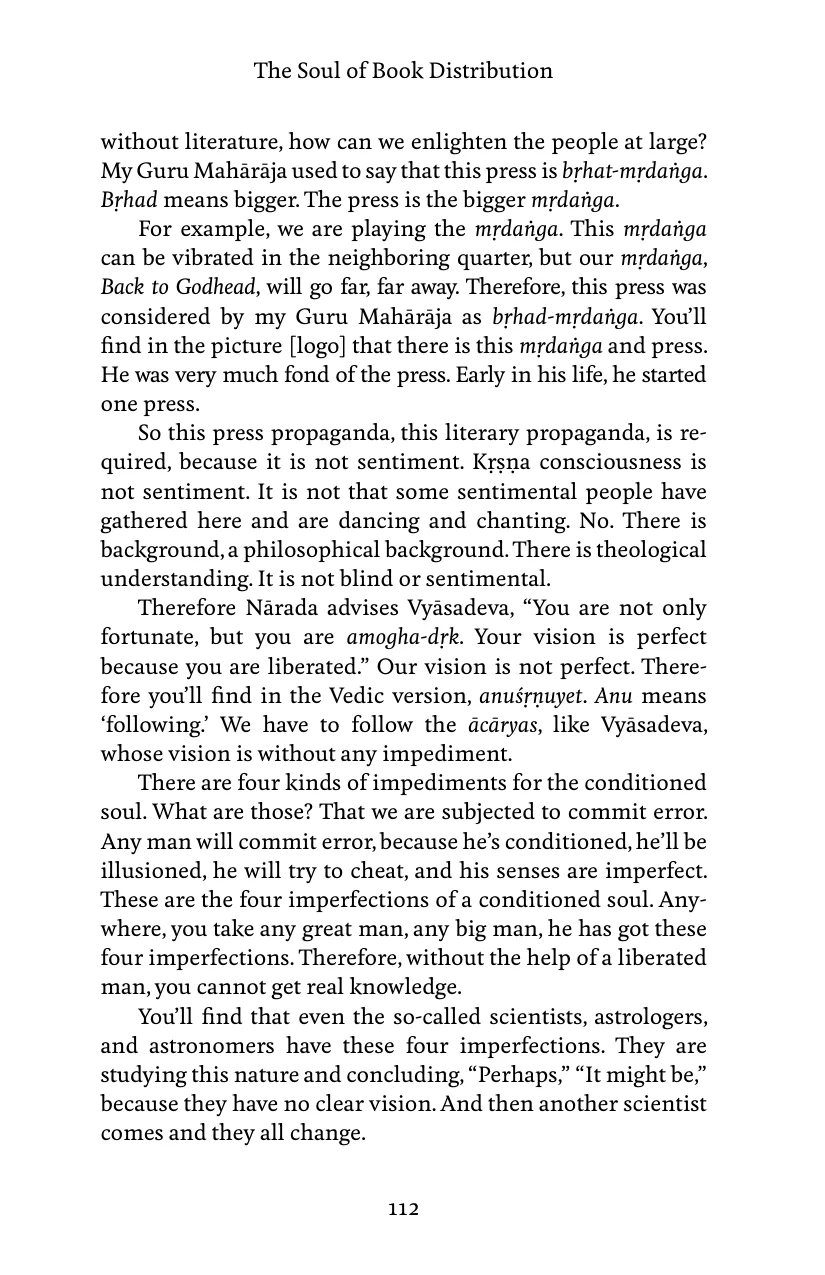 The Soul of Book Distribution
without literature, how can we enlighten the people at large?
My Guru Mahārāja used to say that this press is bṛhat-mṛdaṅga.
Bṛhad means bigger. The press is the bigger mṛdaṅga.
For example, we are playing the mṛdaṅga. This mṛdaṅga
can be vibrated in the neighboring quarter, but our mṛdaṅga,
Back to Godhead, will go far, far away. Therefore, this press was
considered by my Guru Mahārāja as bṛhad-mṛdaṅga. You’ll
find in the picture [logo] that there is this mṛdaṅga and press.
He was very much fond of the press. Early in his life, he started
one press.
So this press propaganda, this literary propaganda, is re-
quired, because it is not sentiment. Kṛṣṇa consciousness is
not sentiment. It is not that some sentimental people have
gathered here and are dancing and chanting. No. There is
background, a philosophical background. There is theological
understanding. It is not blind or sentimental.
Therefore Nārada advises Vyāsadeva, “You are not only
fortunate, but you are amogha-dṛk. Your vision is perfect
because you are liberated.” Our vision is not perfect. There-
fore you’ll find in the Vedic version, anuśṛṇuyet. Anu means
‘following.’ We have to follow the ācāryas, like Vyāsadeva,
whose vision is without any impediment.
There are four kinds of impediments for the conditioned
soul. What are those? That we are subjected to commit error.
Any man will commit error, because he’s conditioned, he’ll be
illusioned, he will try to cheat, and his senses are imperfect.
These are the four imperfections of a conditioned soul. Any-
where, you take any great man, any big man, he has got these
four imperfections. Therefore, without the help of a liberated
man, you cannot get real knowledge.
You’ll find that even the so-called scientists, astrologers,
and astronomers have these four imperfections. They are
studying this nature and concluding, “Perhaps,” “It might be,”
because they have no clear vision. And then another scientist
comes and they all change.
112